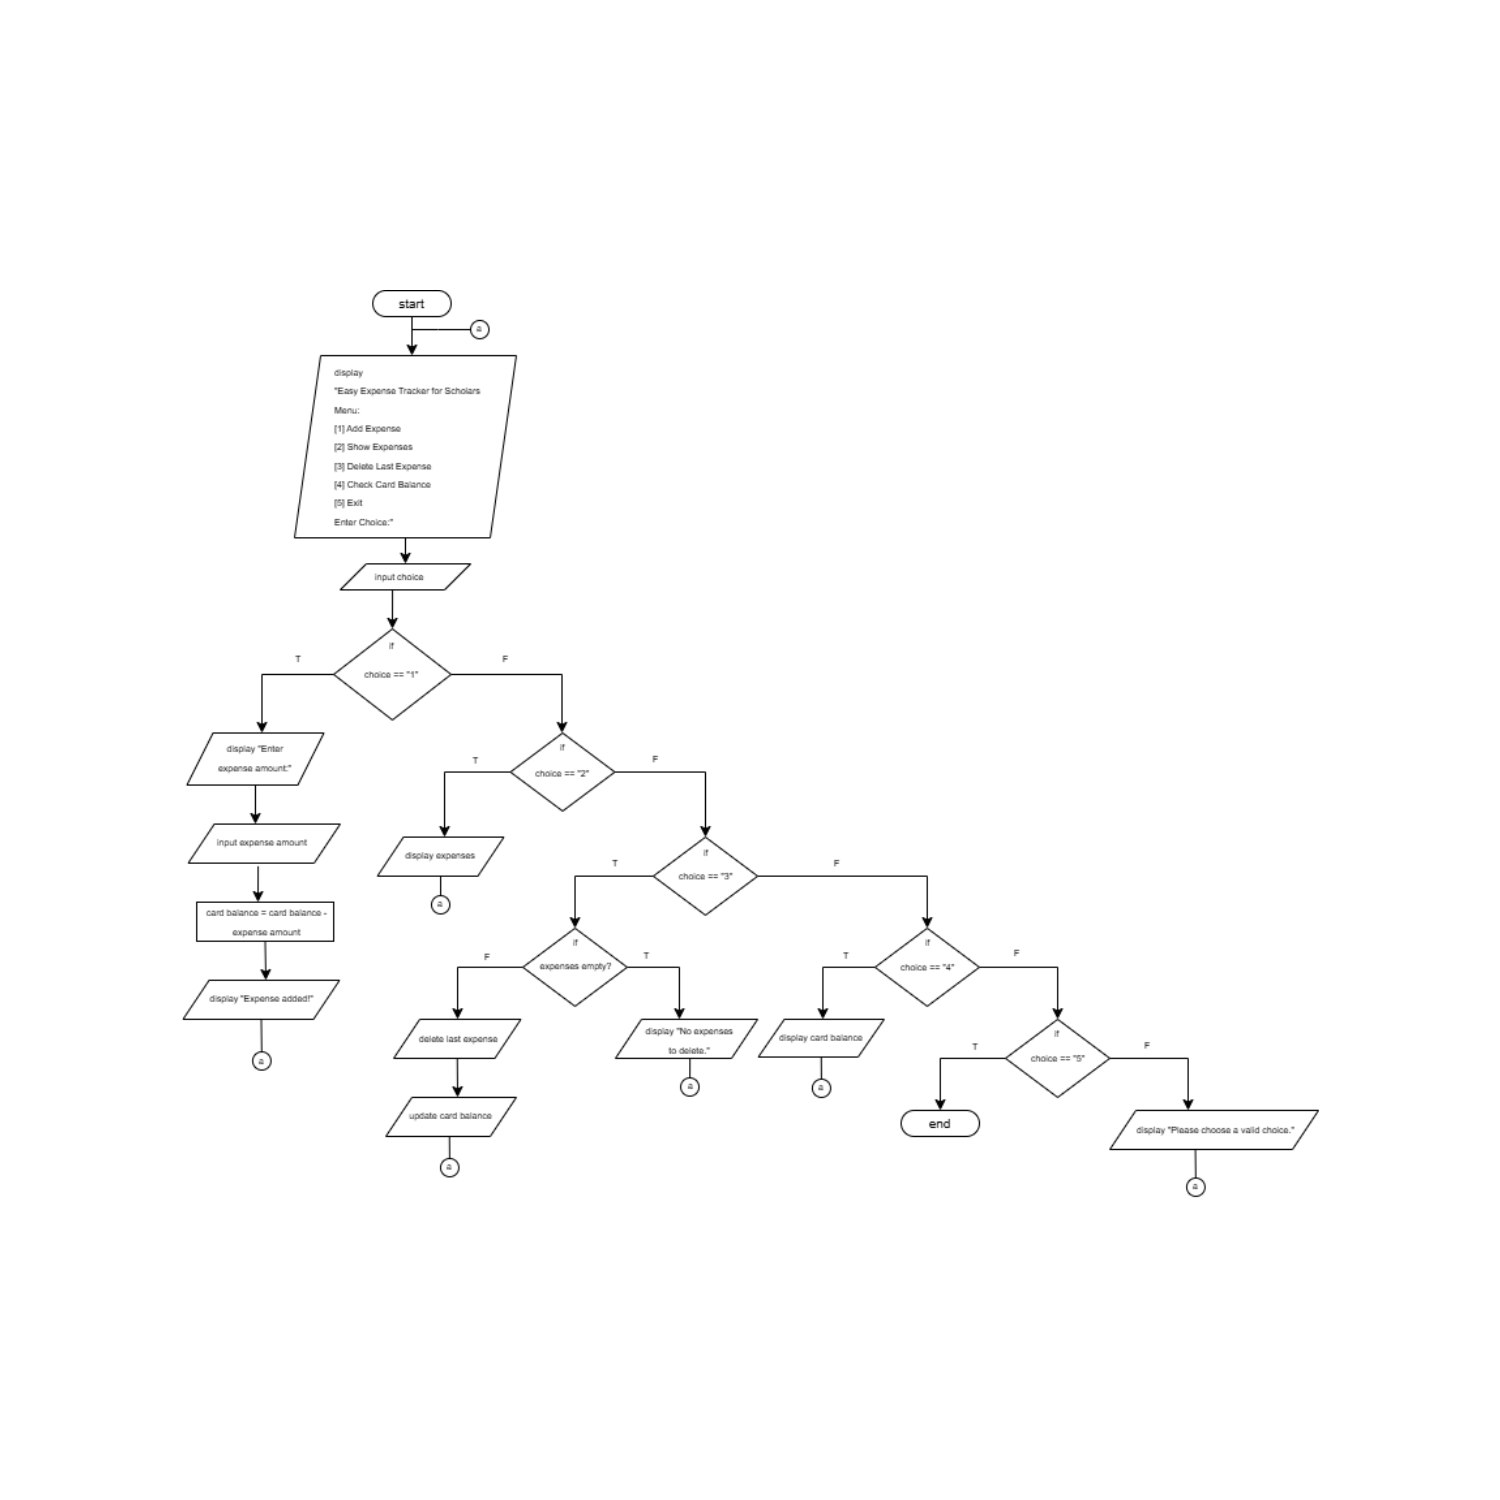 start
a
display
"Easy Expense Tracker for Scholars
Menu:
[1] Add Expense
[2] Show Expenses
[3] Delete Last Expense
[4] Check Card Balance
[5] Exit
Enter Choice:"
input choice
if
choice == "1"
T
F
display "Enter
expense amount:"
input expense amount
card balance = card balance -
expense amount
display "Expense added!"
a
if
choice == "2"
T
F
display expenses
a
if
choice == "3"
T
F
if
expenses empty?
F
T
delete last expense
update card balance
a
display "No expenses
to delete."
a
if
choice == "4"
T
F
display card balance
a
if
choice == "5"
T
F
end
display "Please choose a valid choice."
a